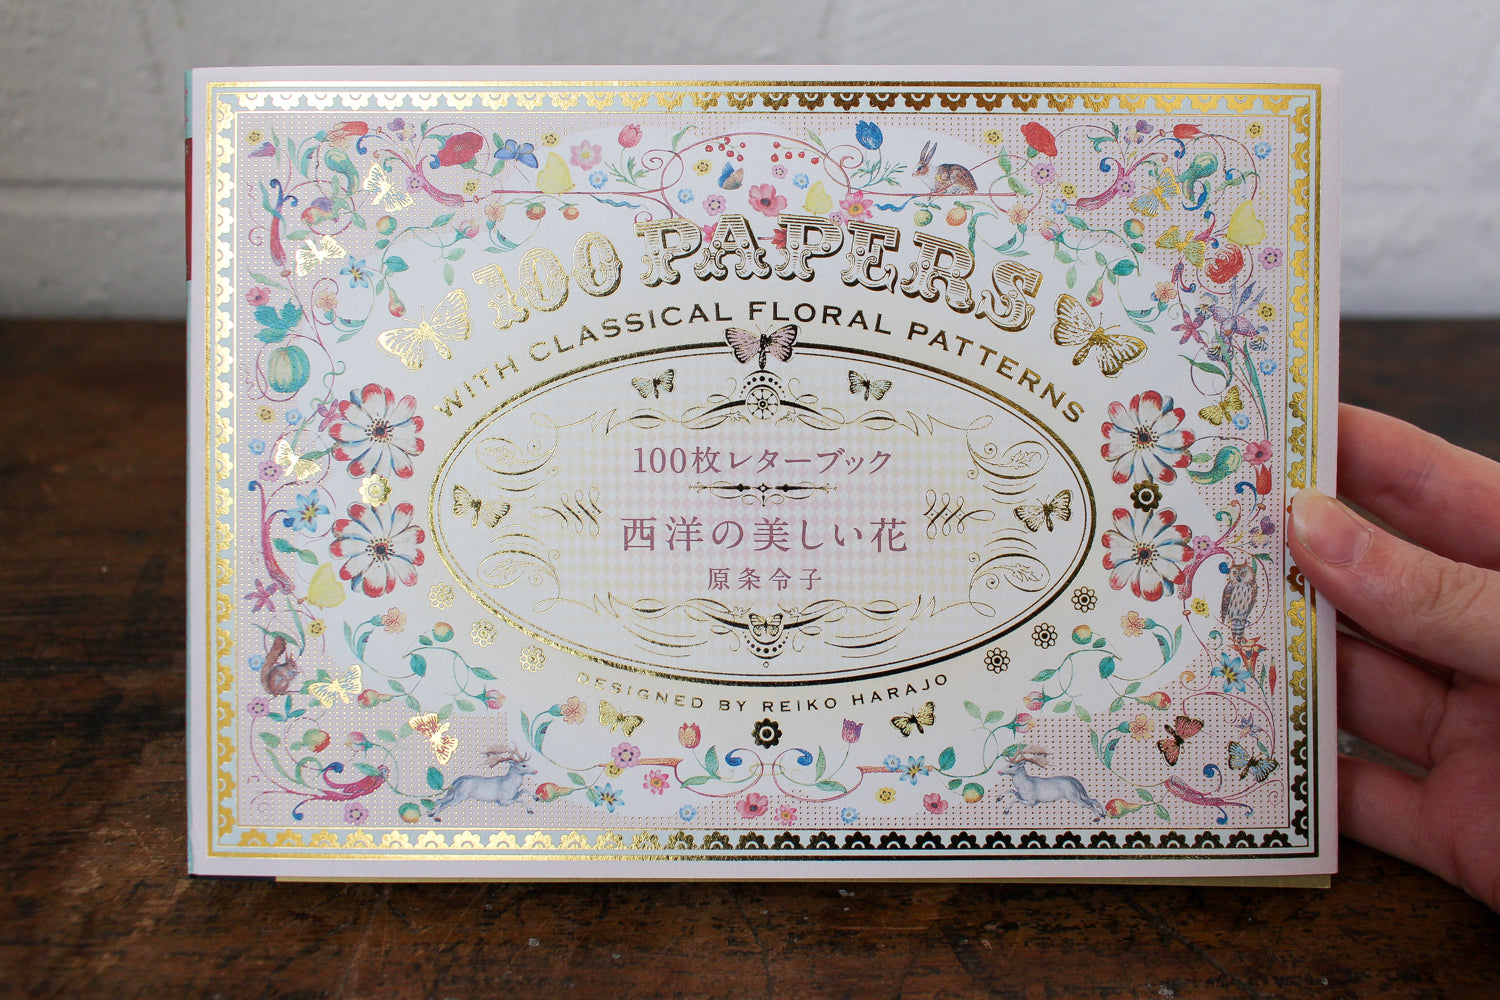 100 PAPERS
WITH CLASSICAL FLORAL PATTERNS
100枚レターブック
西洋の美しい花
原条令子
DESIGNED BY REIKO HARAJO